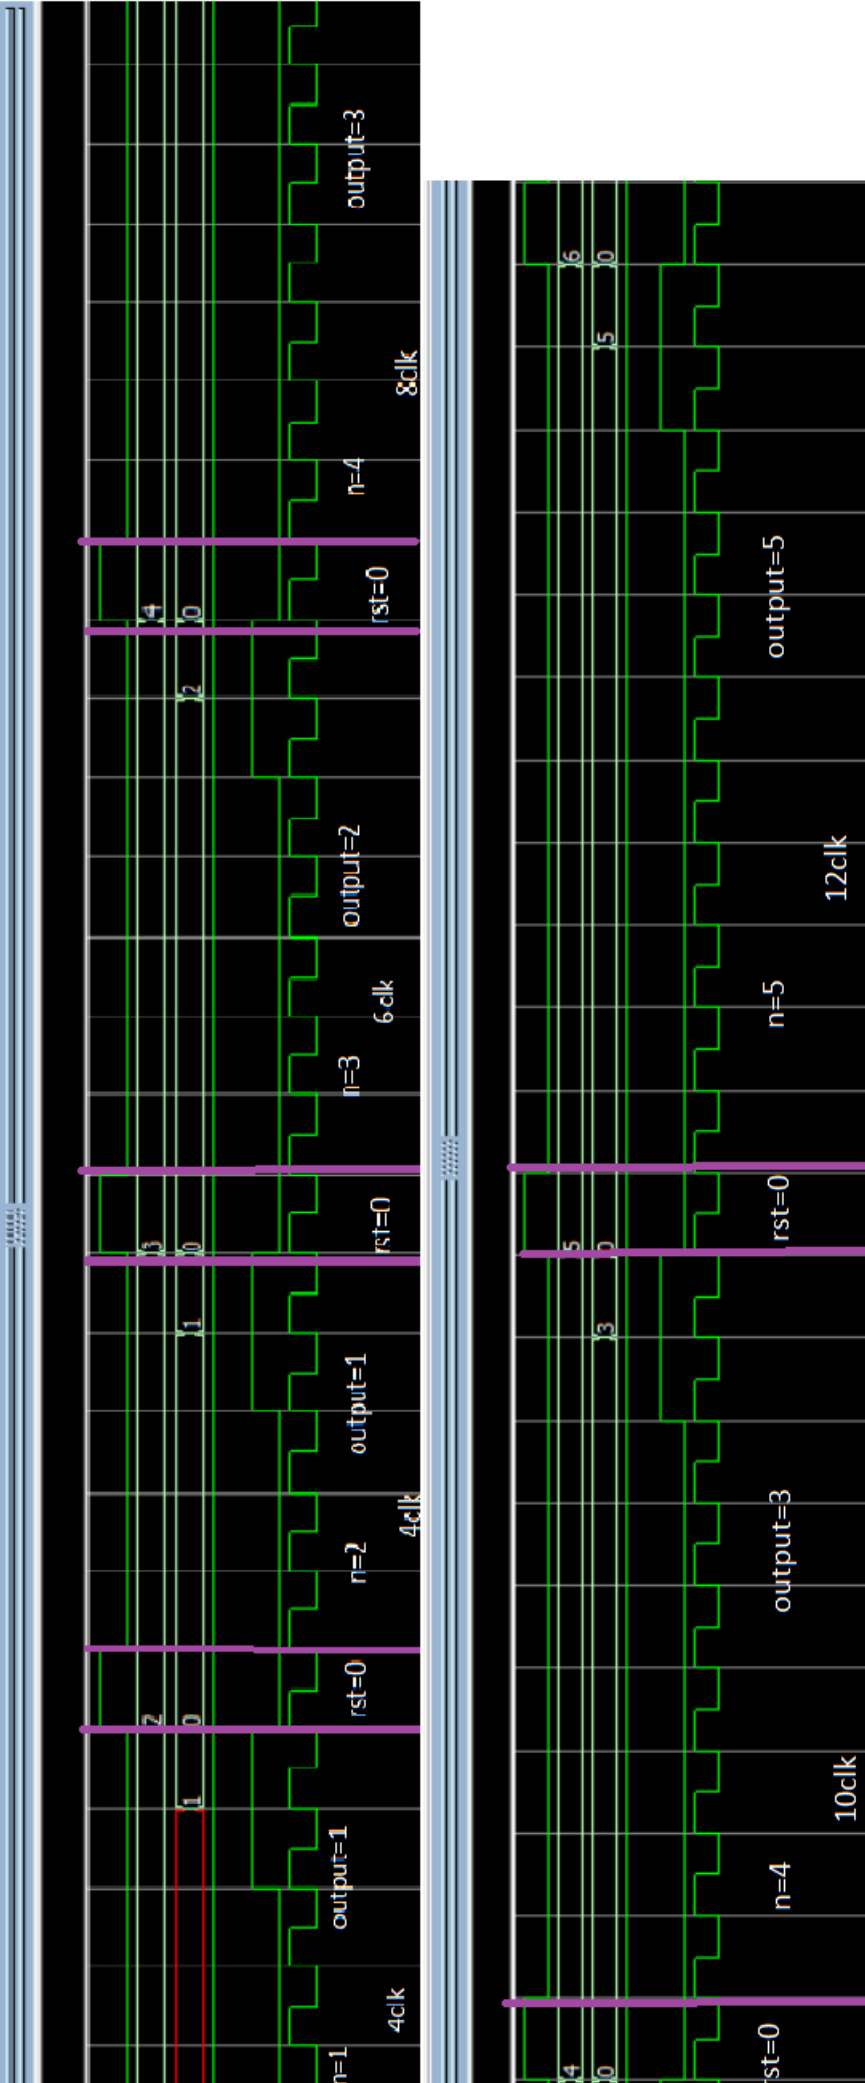 2 3 4
1 0 1 0 2 0
n=1 output=1 rst=0 n=2 output=1 rst=0 n=3 output=2 rst=0 n=4 output=3
4clk 4clk 6clk 8clk
4 5 6
0 3 0 5 0
st=0 n=4 output=3 rst=0 n=5 output=5
10clk 12clk